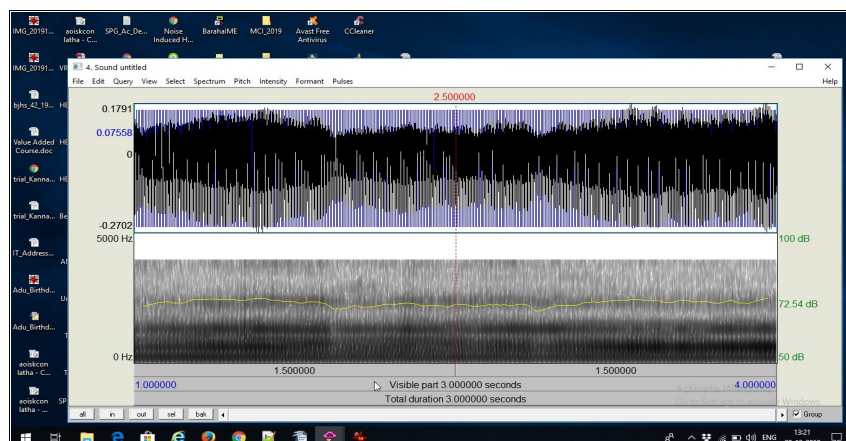 IMG_20191...
aoiskcon latha - C...
SPG_Ac_De...
Noise Induced H...
BarahaIME
MCI_2019
Avast Free Antivirus
CCleaner
IMG_20191...
VR
4. Sound untitled
File Edit Query View Select Spectrum Pitch Intensity Formant Pulses Help
bjhs_42_19...
Value Added Course.doc
trial_Kanna...
trial_Kanna...
IT_Address...
Adu_Birthd...
Adu_Birthd...
aoiskcon latha - C...
aoiskcon latha - ...
2.500000
0.1791
0.07558
0
-0.2702
5000 Hz
100 dB
72.54 dB
0 Hz
50 dB
1.500000 1.500000
1.000000 Visible part 3.000000 seconds 4.000000
Total duration 3.000000 seconds
Windows.
all in out sel bak Group
ENG
13:21